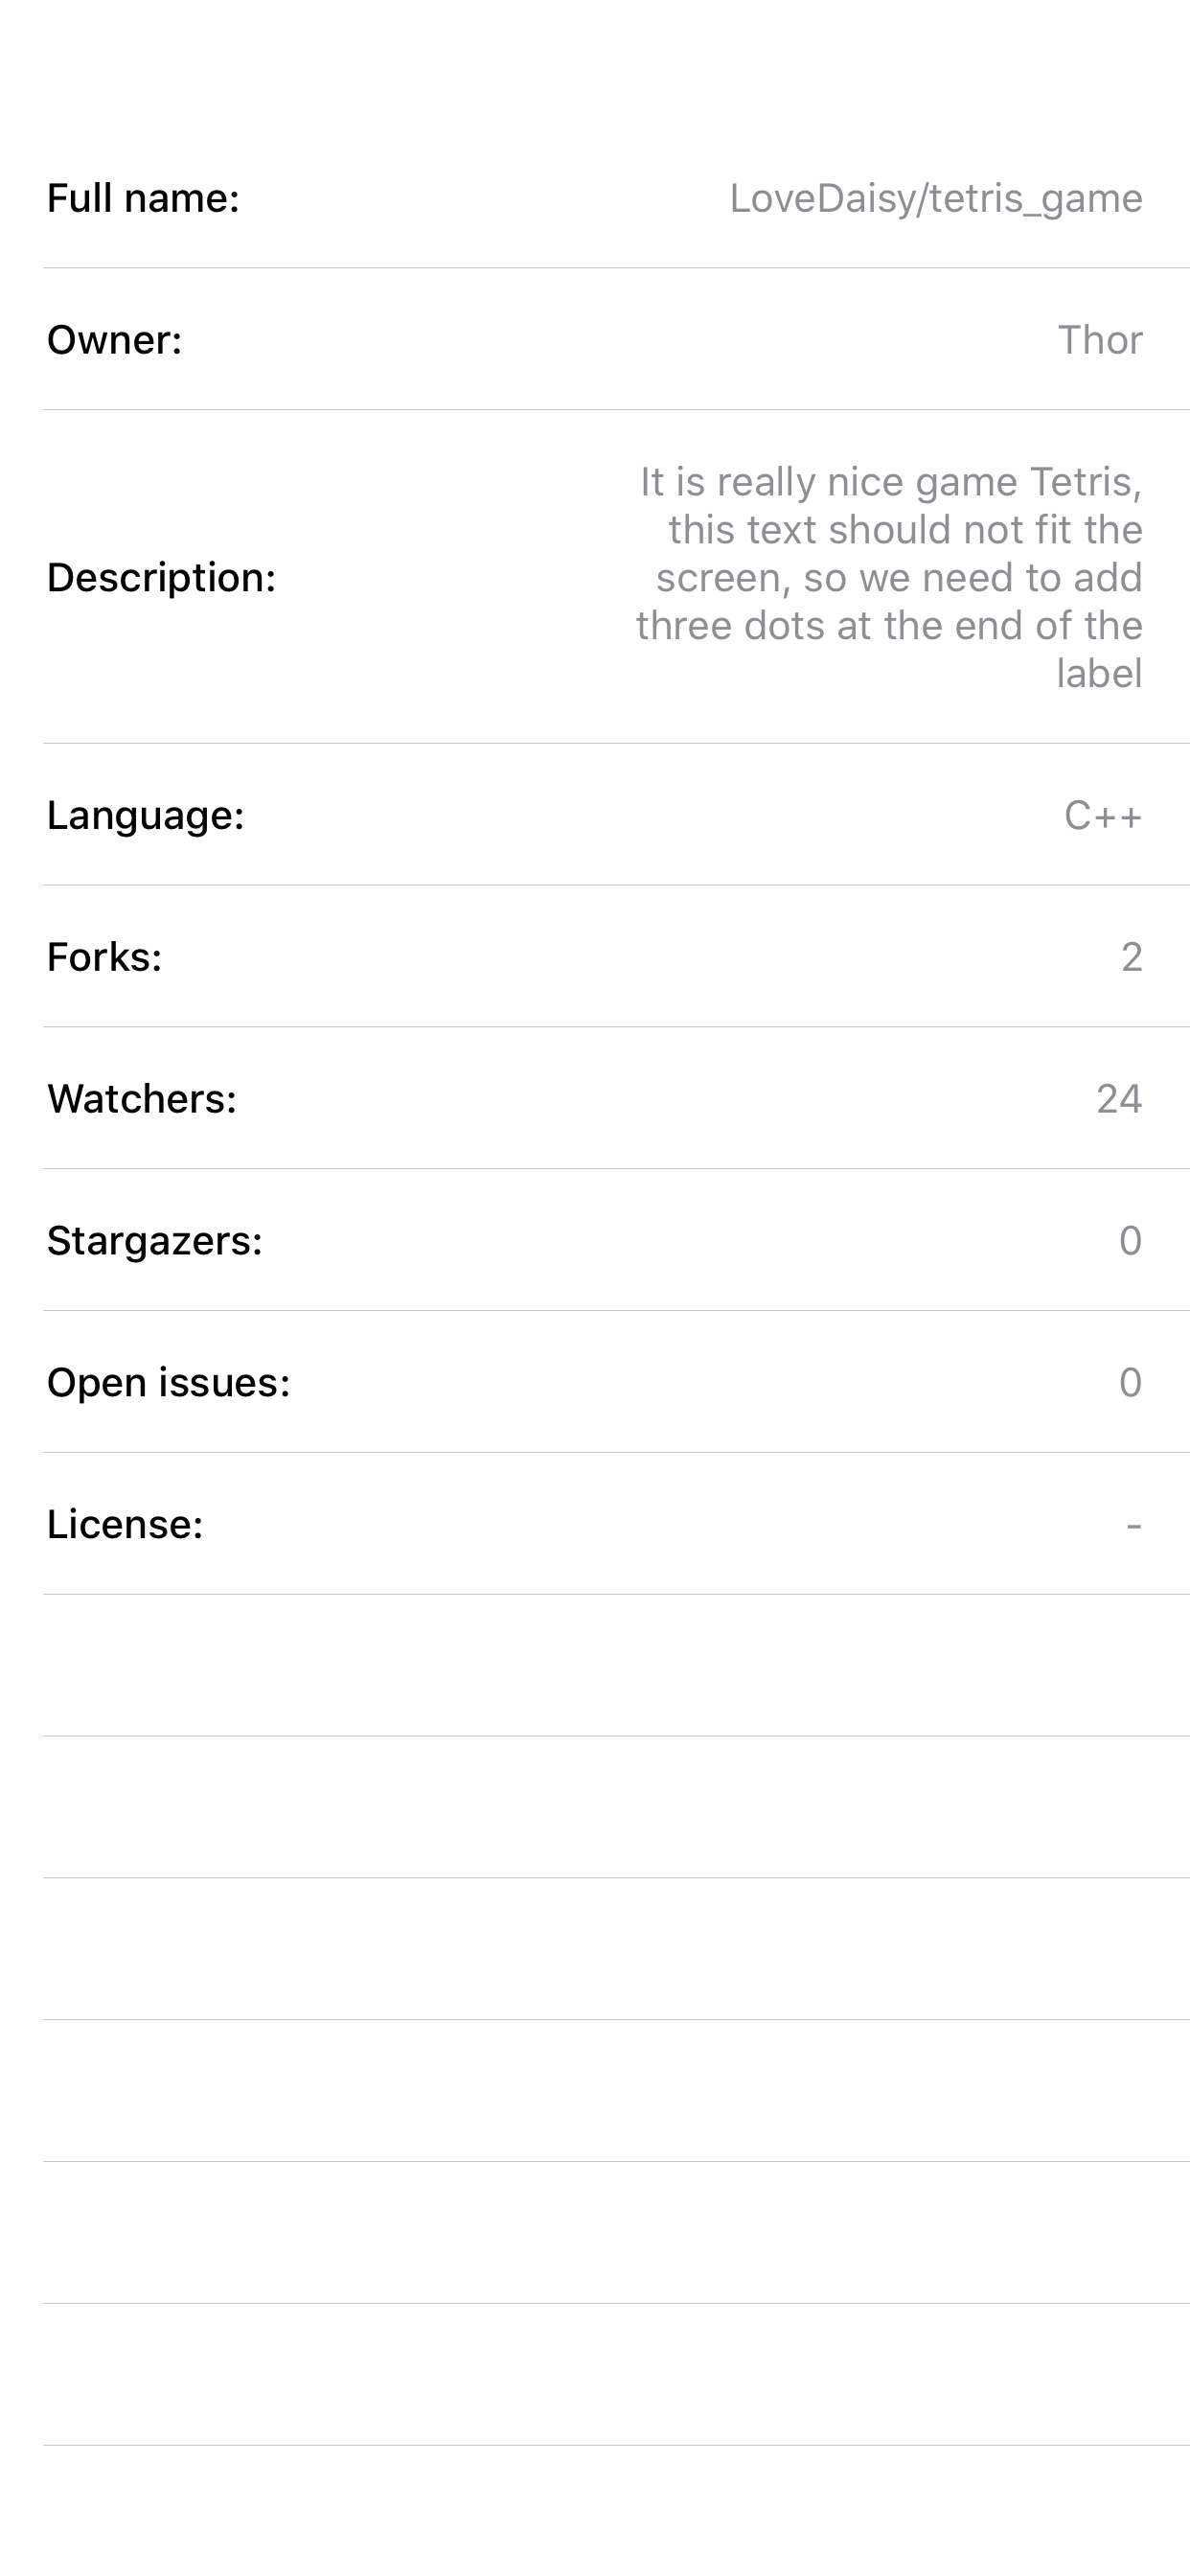 Full name: LoveDaisy/tetris_game
Owner: Thor
It is really nice game Tetris,
this text should not fit the
Description: screen, so we need to add
three dots at the end of the
label
Language: C++
Forks: 2
Watchers: 24
Stargazers: 0
Open issues: 0
License: -